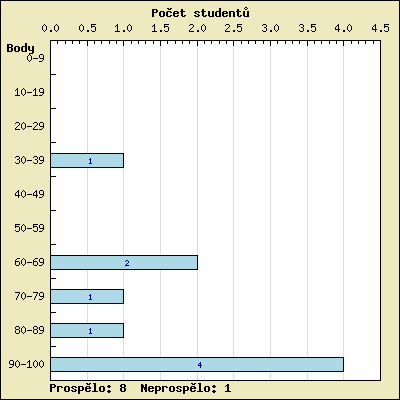 Počet studentů
0.0 0.5 1.0 1.5 2.0 2.5 3.0 3.5 4.0 4.5
Body
0-9
10-19
20-29
30-39 1
40-49
50-59
60-69 2
70-79 1
80-89 1
90-100 4
Prospělo: 8 Neprospělo: 1